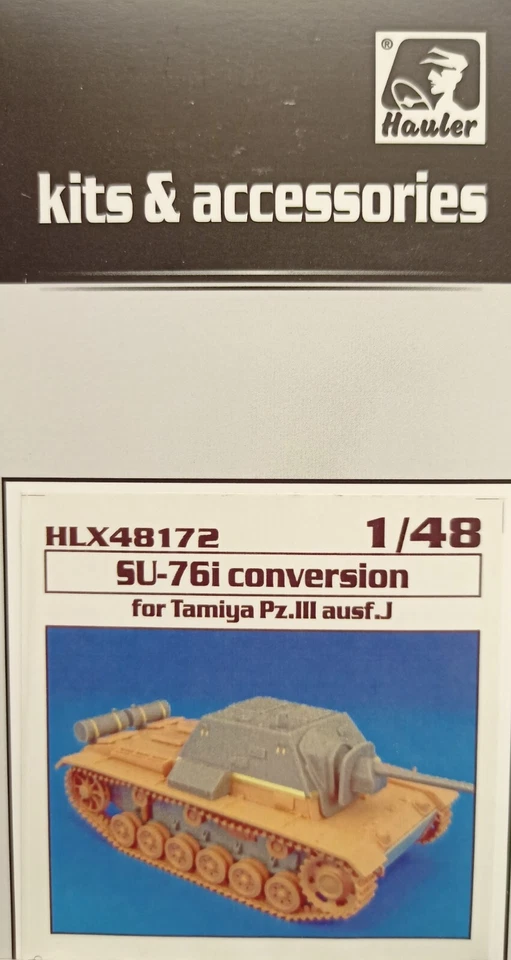 ®
Hauler
kits & accessories
HLX48172 1/48
SU-76i conversion
for Tamiya Pz.III ausf.J